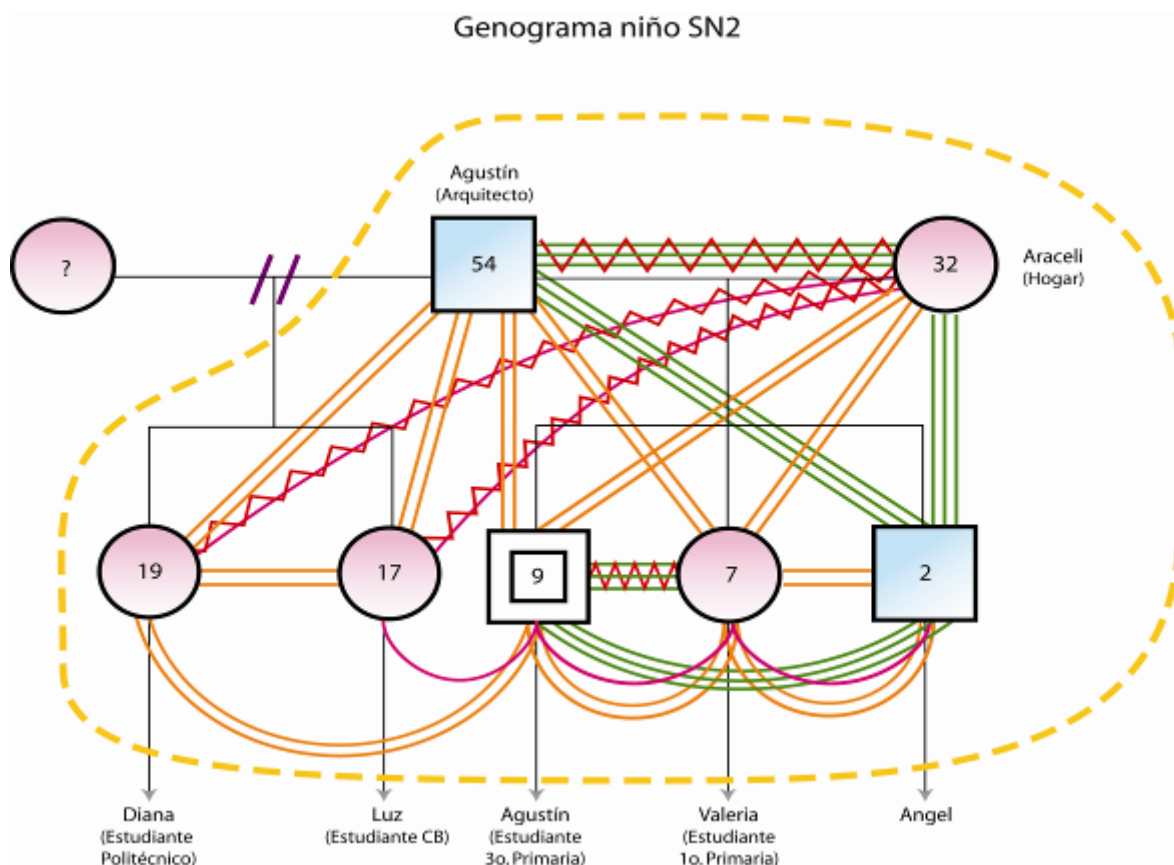 Genograma niño SN2
Agustín
(Arquitecto)
?
54
32
Araceli
(Hogar)
19
17
9
7
2
Diana
(Estudiante
Politécnico)
Luz
(Estudiante CB)
Agustín
(Estudiante
3o. Primaria)
Valeria
(Estudiante
1o. Primaria)
Angel